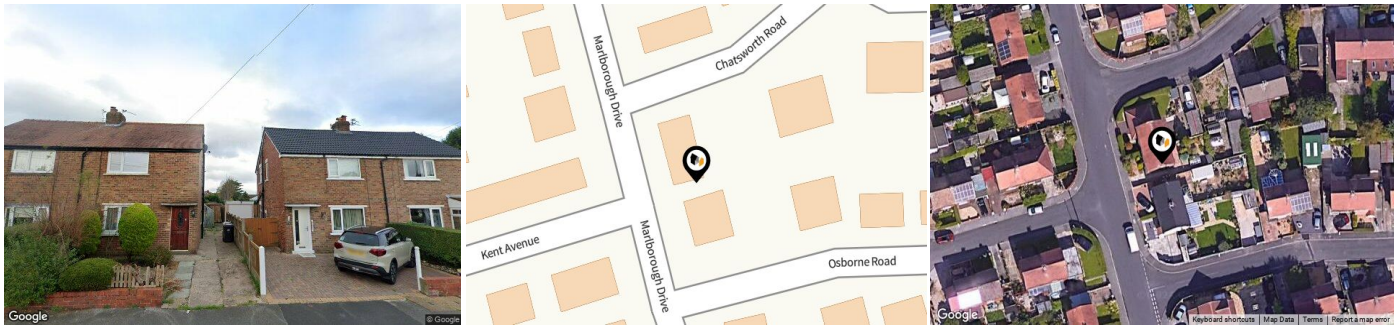 Google
© Google
Marlborough Drive
Chatsworth Road
Kent Avenue
Marlborough Drive
Osborne Road
Google
Keyboard shortcuts
Map Data
Terms
Report a map error